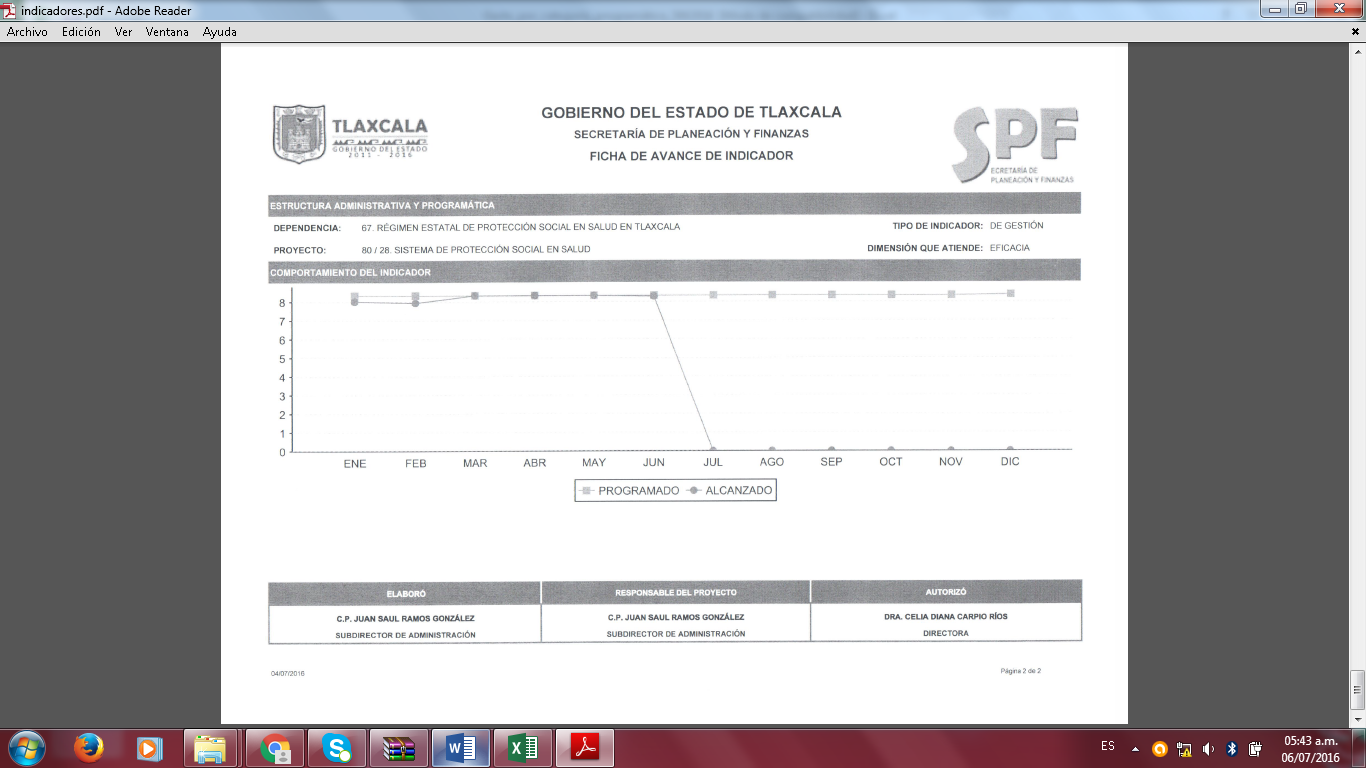 indicadores.pdf - Adobe Reader
Archivo Edición Ver Ventana Ayuda
TLAXCALA
GOBIERNO DEL ESTADO
2011 - 2016
GOBIERNO DEL ESTADO DE TLAXCALA
SECRETARÍA DE PLANEACIÓN Y FINANZAS
FICHA DE AVANCE DE INDICADOR
SPF
ECRETARÍA DE
PLANEACIÓN Y FINANZAS
ESTRUCTURA ADMINISTRATIVA Y PROGRAMÁTICA
DEPENDENCIA: 67. RÉGIMEN ESTATAL DE PROTECCIÓN SOCIAL EN SALUD EN TLAXCALA TIPO DE INDICADOR: DE GESTIÓN
PROYECTO: 80 / 28. SISTEMA DE PROTECCIÓN SOCIAL EN SALUD DIMENSIÓN QUE ATIENDE: EFICACIA
COMPORTAMIENTO DEL INDICADOR
8
7
6
5
4
3
2
1
0
ENE FEB MAR ABR MAY JUN JUL AGO SEP OCT NOV DIC
PROGRAMADO ALCANZADO
ELABORÓ RESPONSABLE DEL PROYECTO AUTORIZÓ
C.P. JUAN SAUL RAMOS GONZÁLEZ C.P. JUAN SAUL RAMOS GONZÁLEZ DRA. CELIA DIANA CARPIO RÍOS
SUBDIRECTOR DE ADMINISTRACIÓN SUBDIRECTOR DE ADMINISTRACIÓN DIRECTORA
04/07/2016 Página 2 de 2
ES 05:43 a.m.
06/07/2016